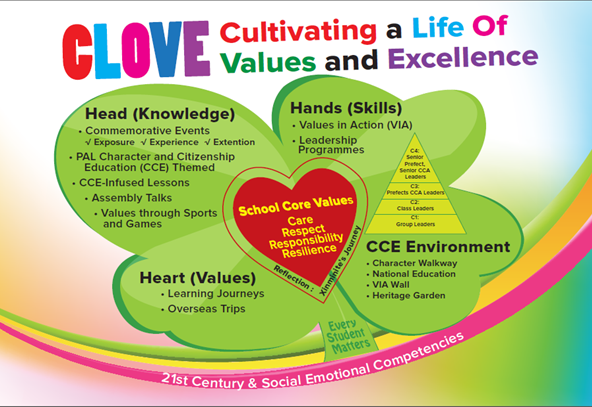 CLOVE Cultivating a Life Of
Values and Excellence
Head (Knowledge)
• Commemorative Events
√ Exposure √ Experience √ Extention
• PAL Character and Citizenship
Education (CCE) Themed
• CCE-Infused Lessons
• Assembly Talks
• Values through Sports
and Games
Hands (Skills)
• Values in Action (VIA)
• Leadership
Programmes
C4:
Senior
Prefect,
Senior CCA
Leaders
C3:
Prefects CCA Leaders
C2:
Class Leaders
C1:
Group Leaders
School Core Values
Care
Respect
Responsibility
Resilience
Reflection : Xinminite's Journey
CCE Environment
• Character Walkway
• National Education
• VIA Wall
• Heritage Garden
Heart (Values)
• Learning Journeys
• Overseas Trips
Every
Student
Matters
21st Century & Social Emotional Competencies